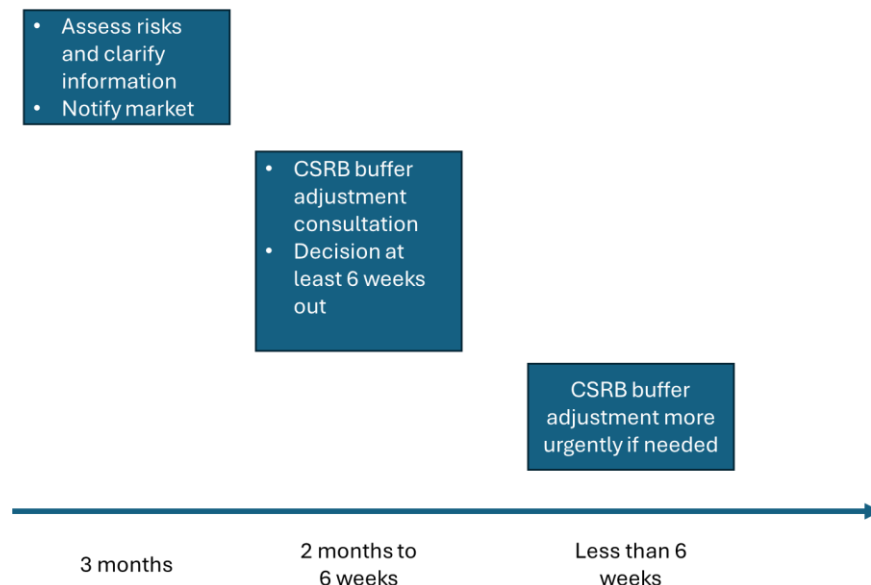 • Assess risks
and clarify
information
• Notify market
• CSRB buffer
adjustment
consultation
• Decision at
least 6 weeks
out
CSRB buffer
adjustment more
urgently if needed
3 months
2 months to
6 weeks
Less than 6
weeks